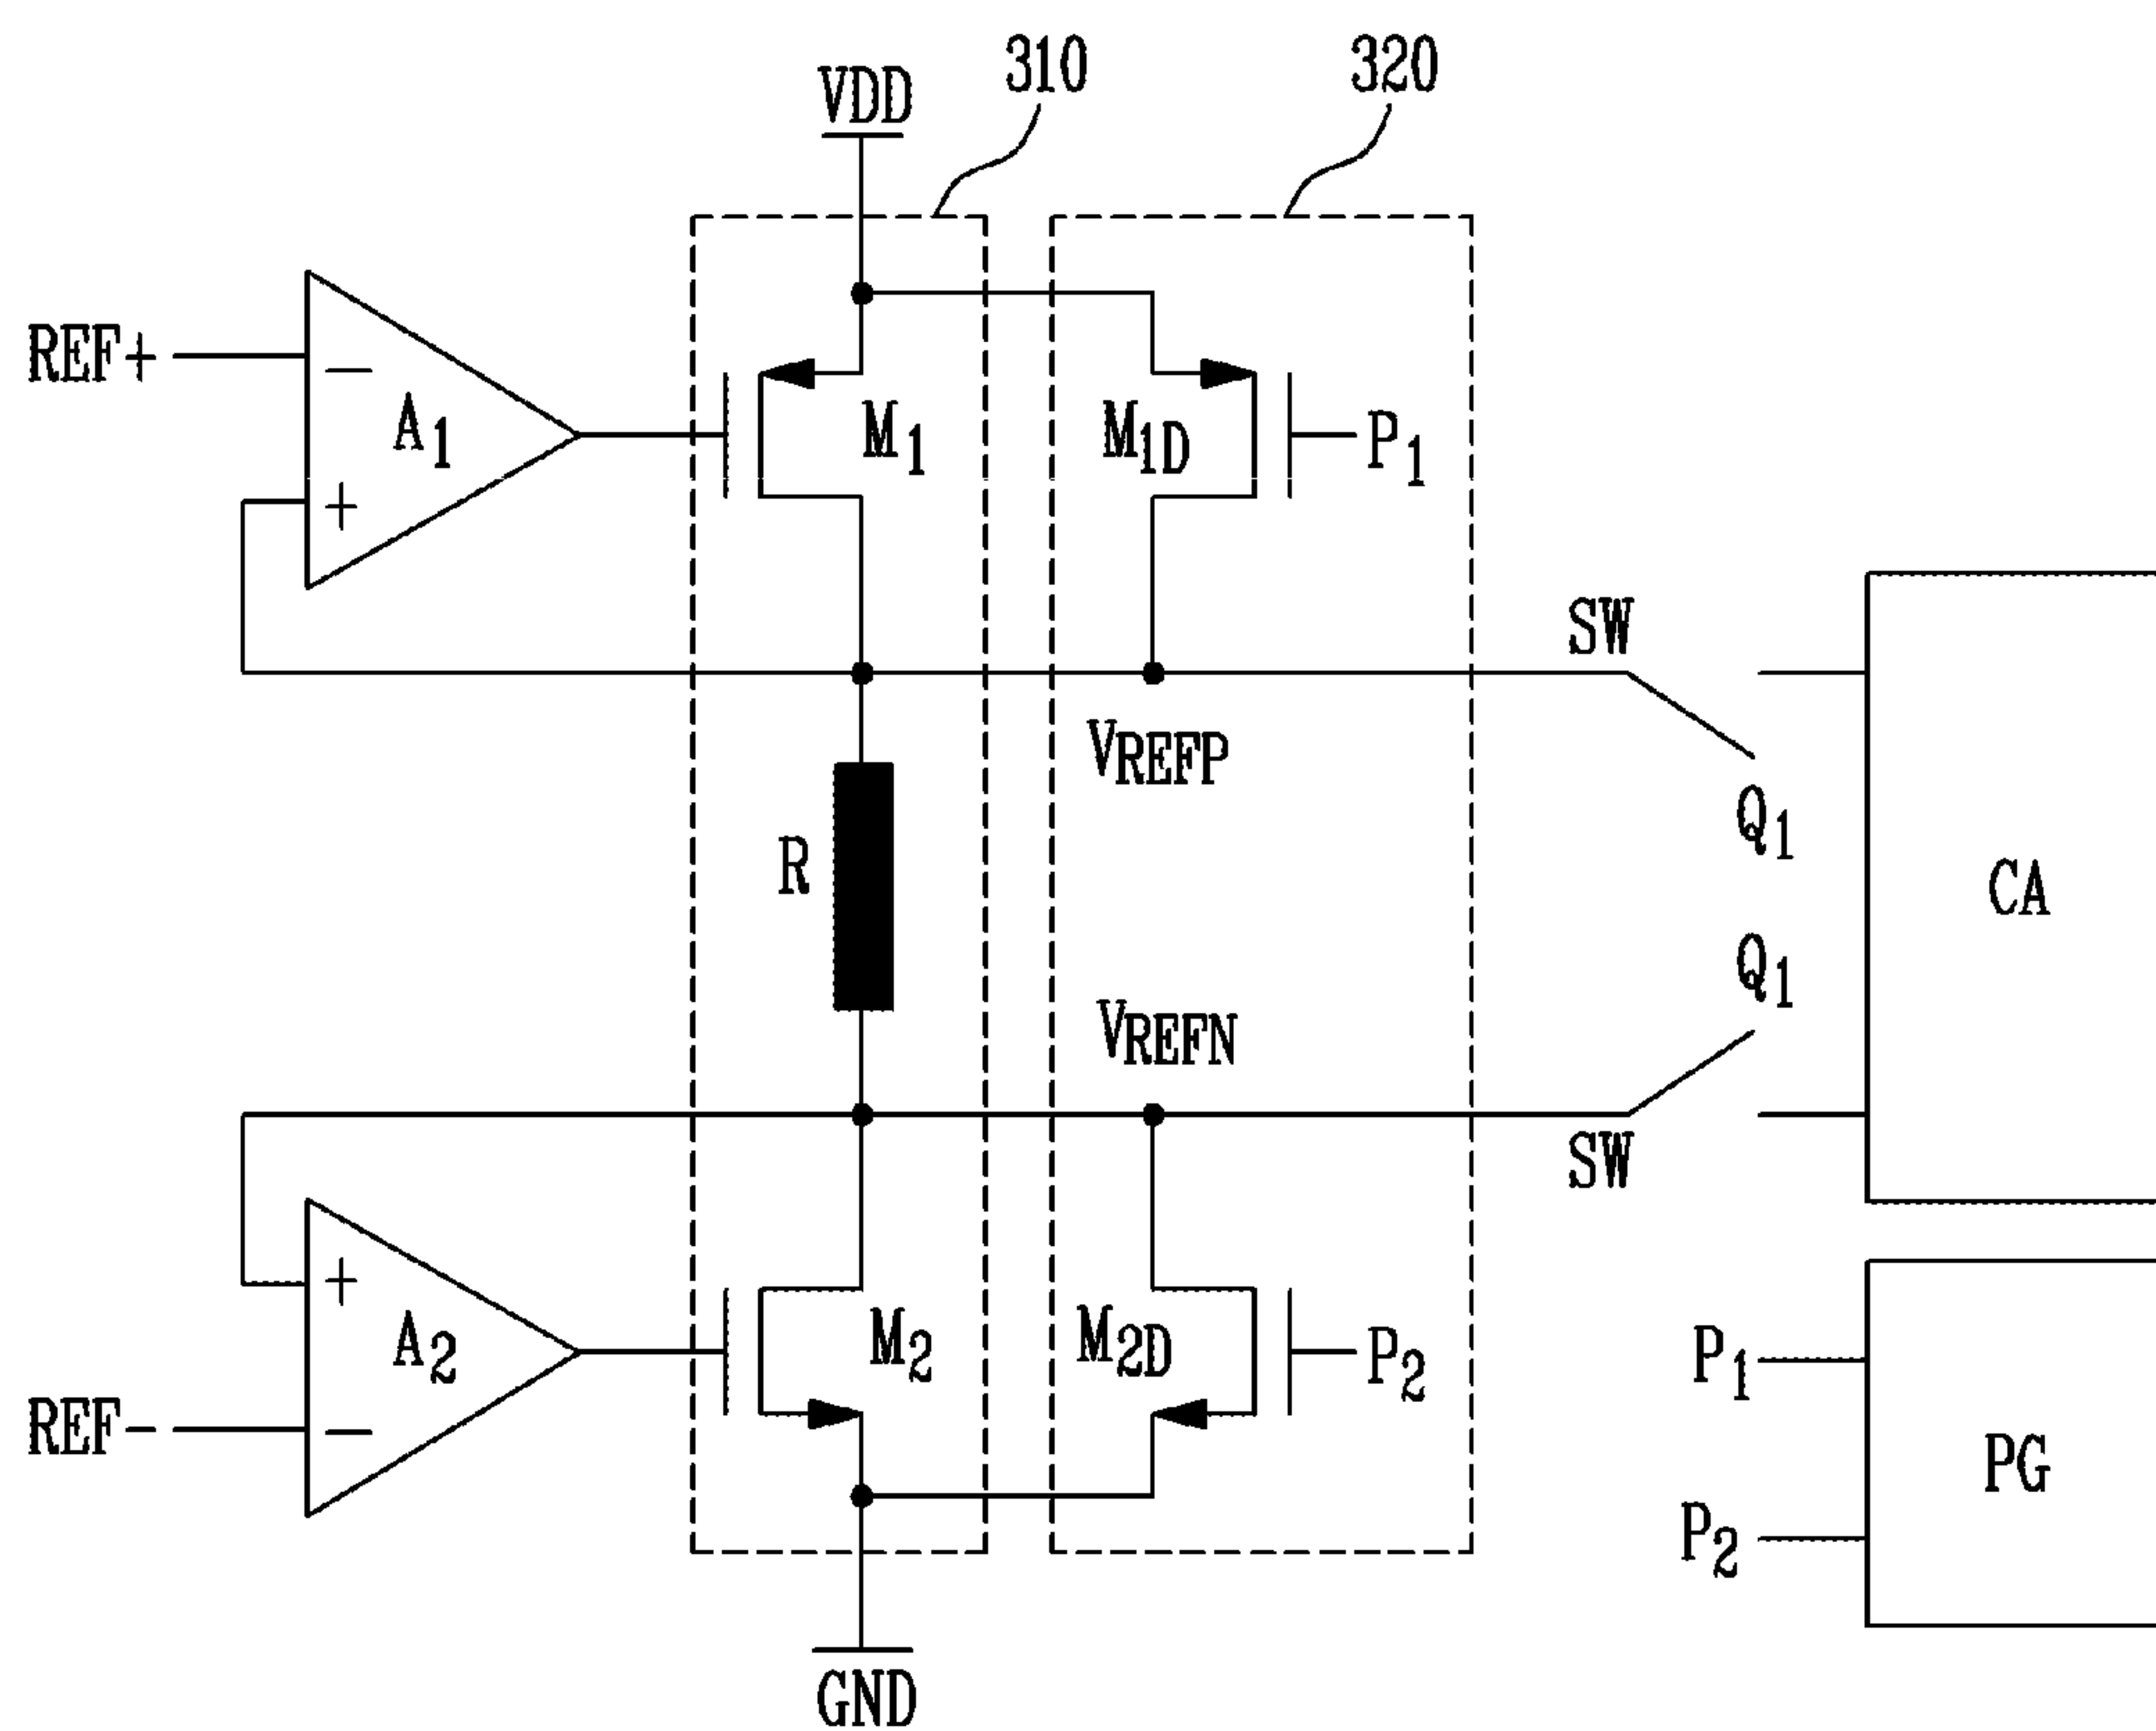 310
320
VDD
REF+
−
A1
+
M1
M1D
P1
SW
VREFP
Q1
R
CA
Q1
VREFN
SW
+
A2
−
REF−
M2
M2D
P2
P1
PG
P2
GND